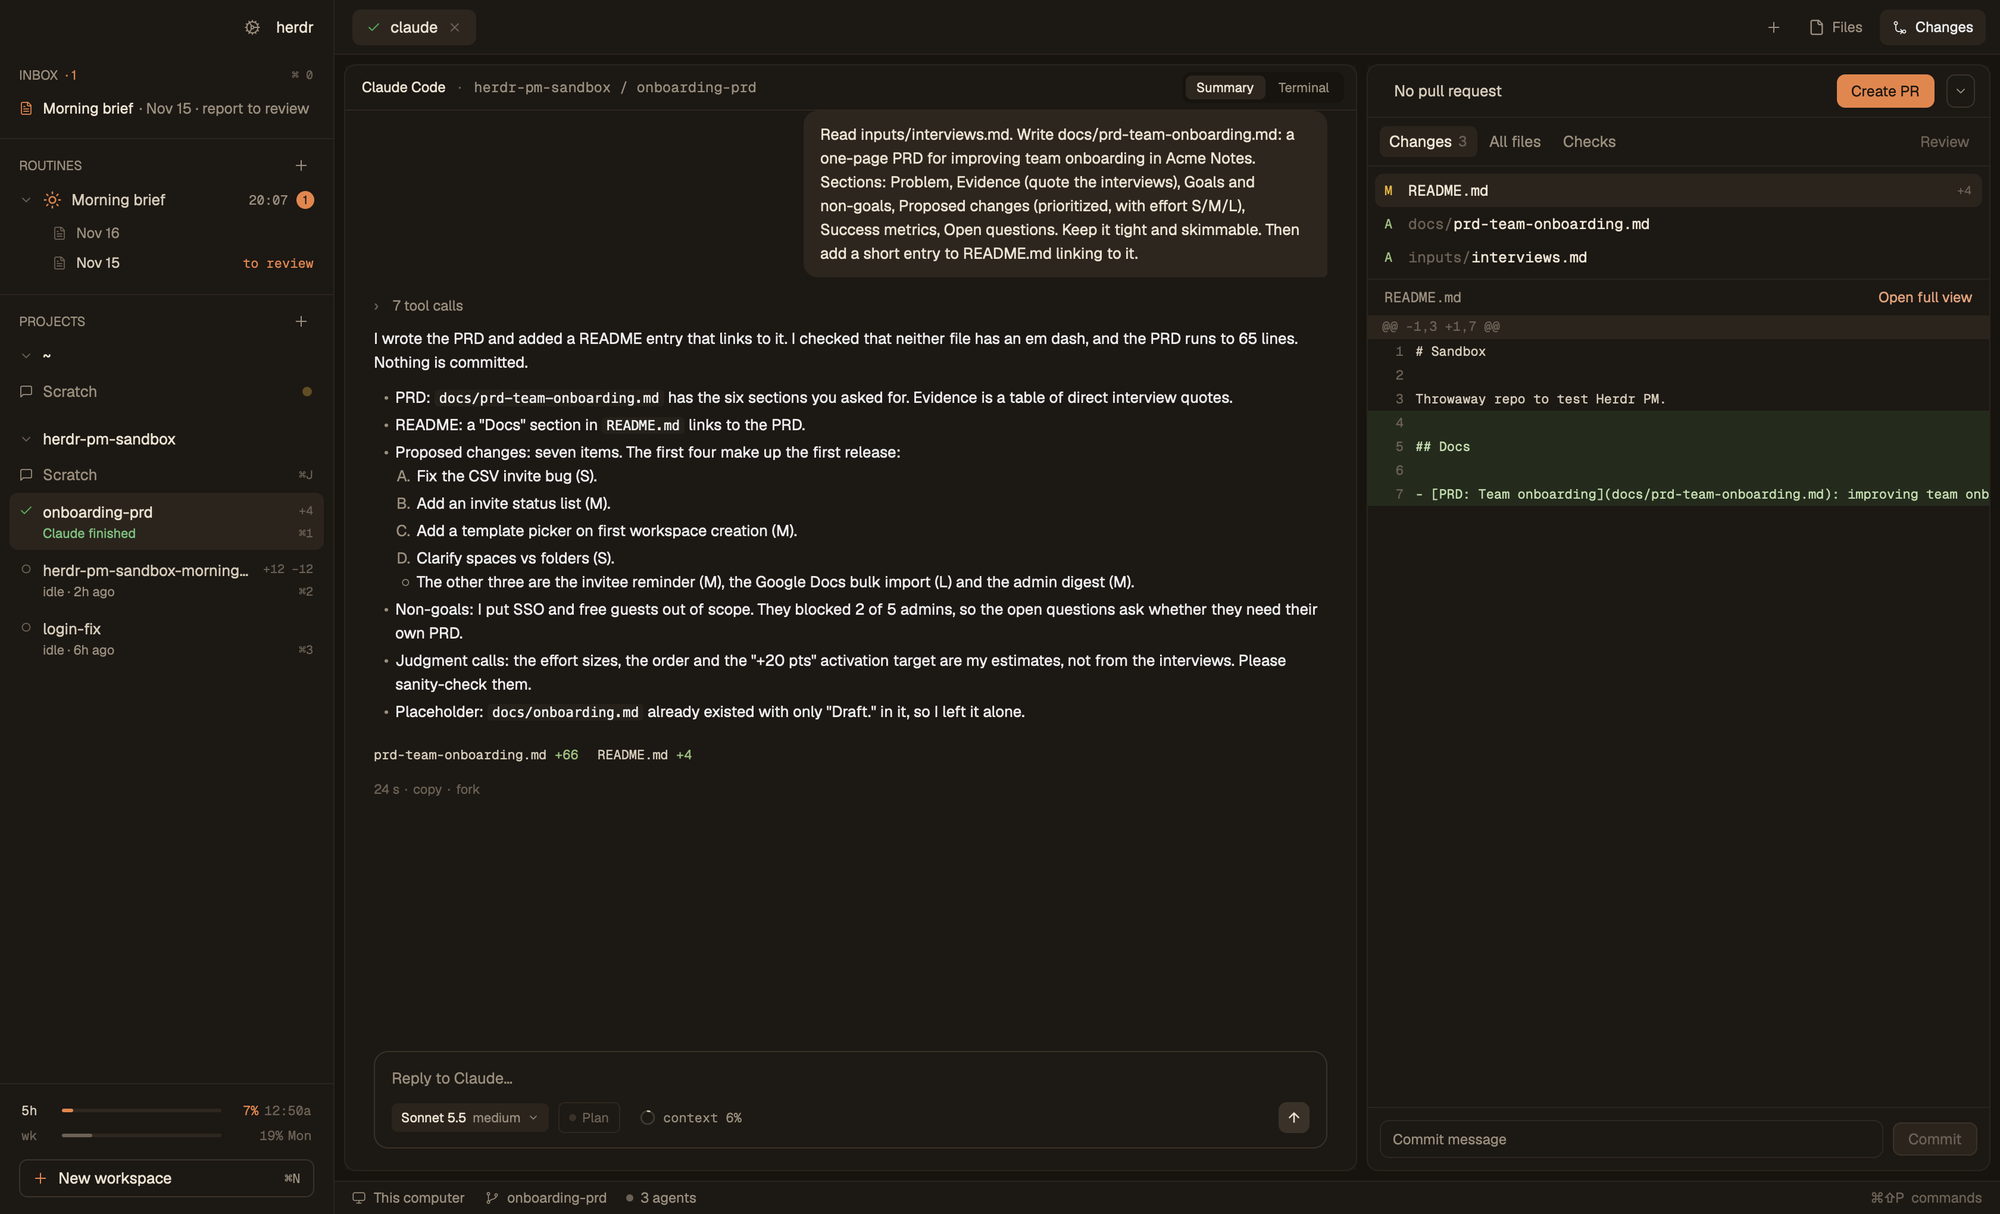 herdr
INBOX · 1 ⌘ 0
Morning brief · Nov 15 · report to review
ROUTINES +
Morning brief 20:07 1
Nov 16
Nov 15 to review
PROJECTS +
~
Scratch
herdr-pm-sandbox
Scratch ⌘J
onboarding-prd +4
Claude finished ⌘1
herdr-pm-sandbox-morning… +12 −12
idle · 2h ago ⌘2
login-fix
idle · 6h ago ⌘3
5h 7% 12:50a
wk 19% Mon
+ New workspace ⌘N
claude ×
+ Files Changes
Claude Code · herdr-pm-sandbox / onboarding-prd Summary Terminal
Read inputs/interviews.md. Write docs/prd-team-onboarding.md: a
one-page PRD for improving team onboarding in Acme Notes.
Sections: Problem, Evidence (quote the interviews), Goals and
non-goals, Proposed changes (prioritized, with effort S/M/L),
Success metrics, Open questions. Keep it tight and skimmable. Then
add a short entry to README.md linking to it.
› 7 tool calls
I wrote the PRD and added a README entry that links to it. I checked that neither file has an em dash, and the PRD runs to 65 lines.
Nothing is committed.
• PRD: docs/prd-team-onboarding.md has the six sections you asked for. Evidence is a table of direct interview quotes.
• README: a "Docs" section in README.md links to the PRD.
• Proposed changes: seven items. The first four make up the first release:
A. Fix the CSV invite bug (S).
B. Add an invite status list (M).
C. Add a template picker on first workspace creation (M).
D. Clarify spaces vs folders (S).
○ The other three are the invitee reminder (M), the Google Docs bulk import (L) and the admin digest (M).
• Non-goals: I put SSO and free guests out of scope. They blocked 2 of 5 admins, so the open questions ask whether they need their
own PRD.
• Judgment calls: the effort sizes, the order and the "+20 pts" activation target are my estimates, not from the interviews. Please
sanity-check them.
• Placeholder: docs/onboarding.md already existed with only "Draft." in it, so I left it alone.
prd-team-onboarding.md +66 README.md +4
24 s · copy · fork
Reply to Claude…
Sonnet 5.5 medium Plan context 6%
No pull request Create PR
Changes 3 All files Checks Review
M README.md +4
A docs/prd-team-onboarding.md
A inputs/interviews.md
README.md Open full view
@@ -1,3 +1,7 @@
1 # Sandbox
2
3 Throwaway repo to test Herdr PM.
4
5 ## Docs
6
7 - [PRD: Team onboarding](docs/prd-team-onboarding.md): improving team onb
Commit message Commit
This computer onboarding-prd 3 agents ⌘⇧P commands